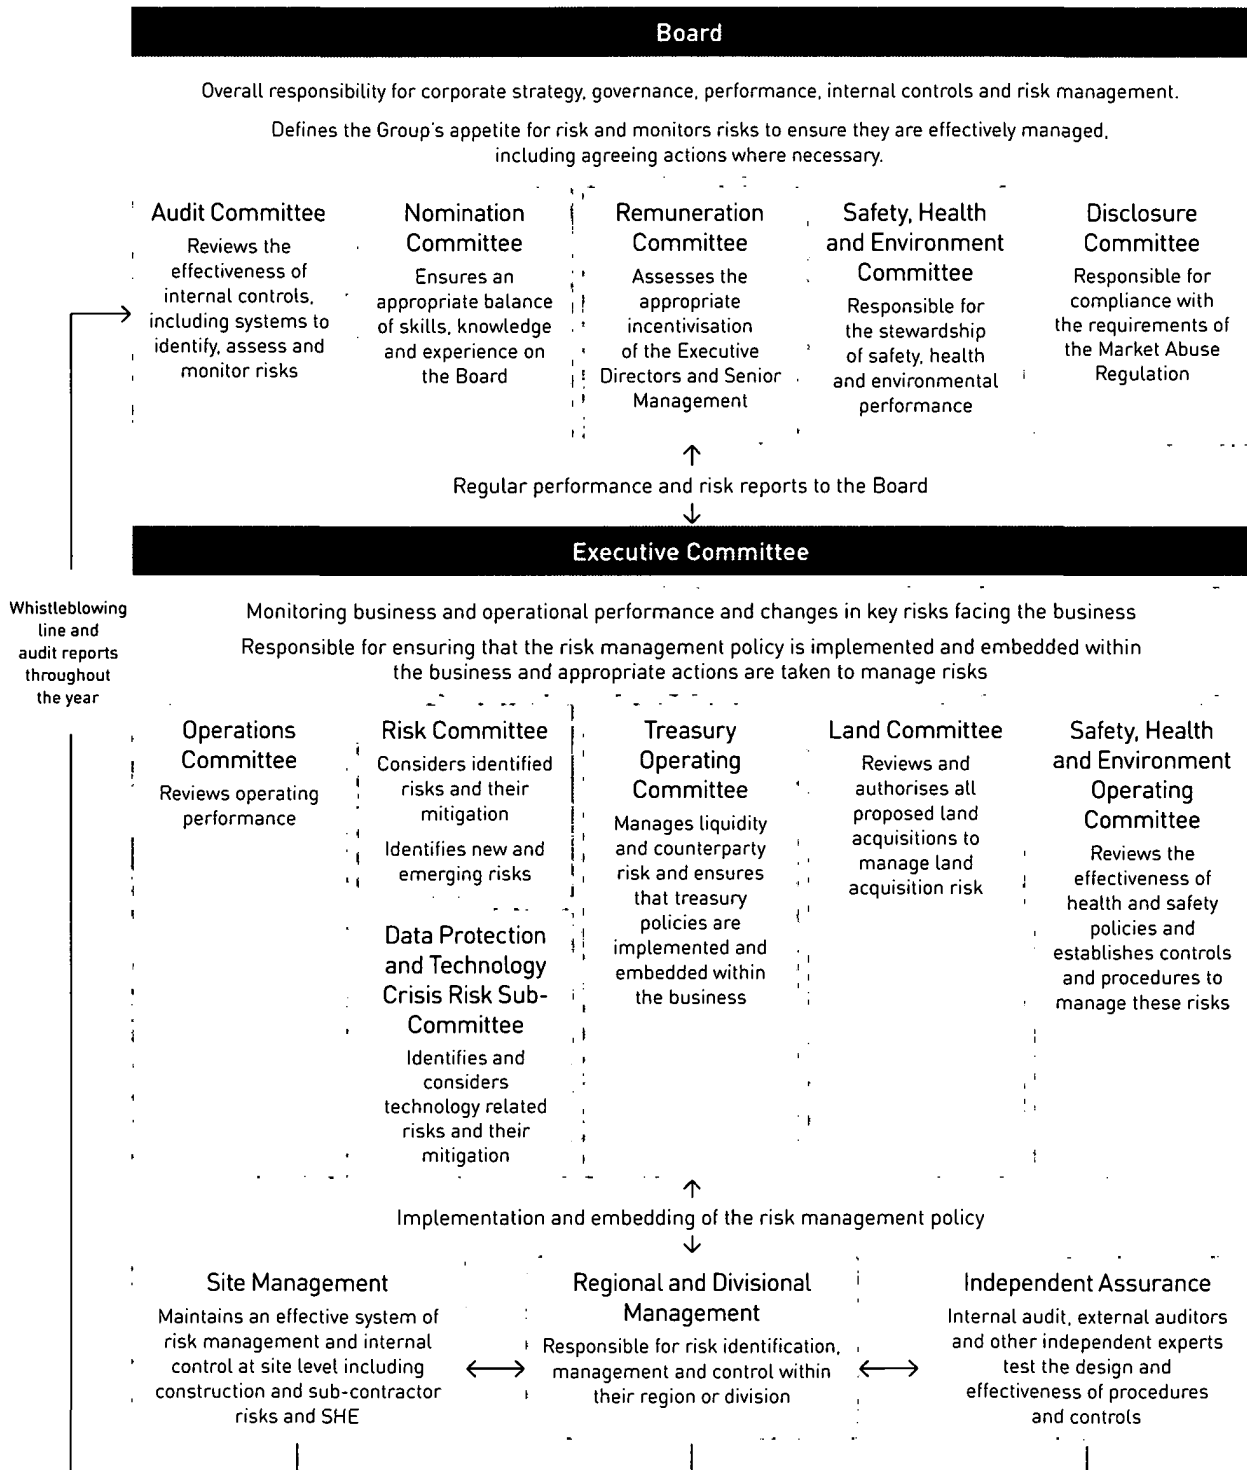 Board
Overall responsibility for corporate strategy, governance, performance, internal controls and risk management.
Defines the Group's appetite for risk and monitors risks to ensure they are effectively managed,
including agreeing actions where necessary.
Audit Committee
Reviews the
effectiveness of
internal controls,
including systems to
identify, assess and
monitor risks
Nomination
Committee
Ensures an
appropriate balance
of skills, knowledge
and experience on
the Board
Remuneration
Committee
Assesses the
appropriate
incentivisation
of the Executive
Directors and Senior
Management
Safety, Health
and Environment
Committee
Responsible for
the stewardship
of safety, health
and environmental
performance
Disclosure
Committee
Responsible for
compliance with
the requirements of
the Market Abuse
Regulation
Regular performance and risk reports to the Board
Executive Committee
Whistleblowing
line and
audit reports
throughout
the year
Monitoring business and operational performance and changes in key risks facing the business
Responsible for ensuring that the risk management policy is implemented and embedded within
the business and appropriate actions are taken to manage risks
Operations
Committee
Reviews operating
performance
Risk Committee
Considers identified
risks and their
mitigation
Identifies new and
emerging risks
Data Protection
and Technology
Crisis Risk Sub-
Committee
Identifies and
considers
technology related
risks and their
mitigation
Treasury
Operating
Committee
Manages liquidity
and counterparty
risk and ensures
that treasury
policies are
implemented and
embedded within
the business
Land Committee
Reviews and
authorises all
proposed land
acquisitions to
manage land
acquisition risk
Safety, Health
and Environment
Operating
Committee
Reviews the
effectiveness of
health and safety
policies and
establishes controls
and procedures to
manage these risks
Implementation and embedding of the risk management policy
Site Management
Maintains an effective system of
risk management and internal
control at site level including
construction and sub-contractor
risks and SHE
Regional and Divisional
Management
Responsible for risk identification,
management and control within
their region or division
Independent Assurance
Internal audit, external auditors
and other independent experts
test the design and
effectiveness of procedures
and controls